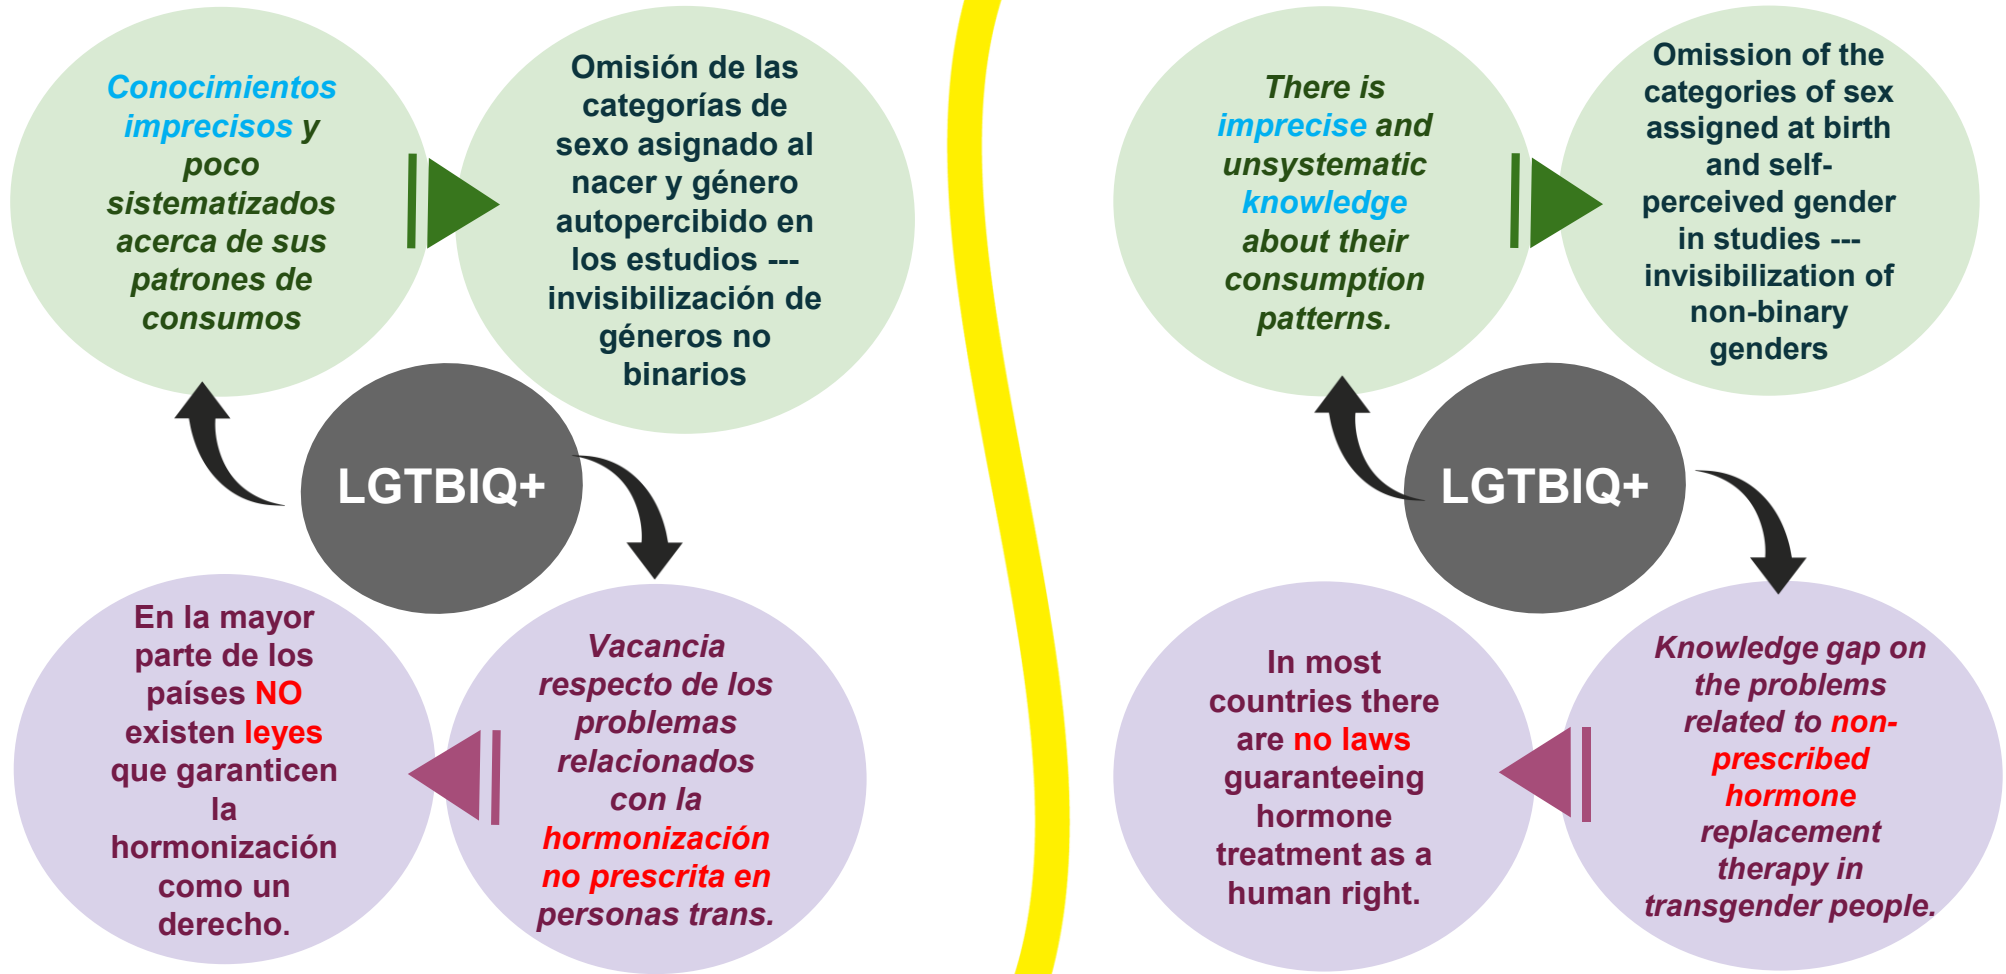 Conocimientos
imprecisos y
poco
sistematizados
acerca de sus
patrones de
consumos
Omisión de las
categorías de
sexo asignado al
nacer y género
autopercibido en
los estudios ---
invisibilización de
géneros no
binarios
LGTBIQ+
En la mayor
parte de los
países NO
existen leyes
que garanticen
la
hormonización
como un
derecho.
Vacancia
respecto de los
problemas
relacionados
con la
hormonización
no prescrita en
personas trans.
There is
imprecise and
unsystematic
knowledge
about their
consumption
patterns.
Omission of the
categories of sex
assigned at birth
and self-
perceived gender
in studies ---
invisibilization of
non-binary
genders
LGTBIQ+
In most
countries there
are no laws
guaranteeing
hormone
treatment as a
human right.
Knowledge gap on
the problems
related to non-
prescribed
hormone
replacement
therapy in
transgender people.